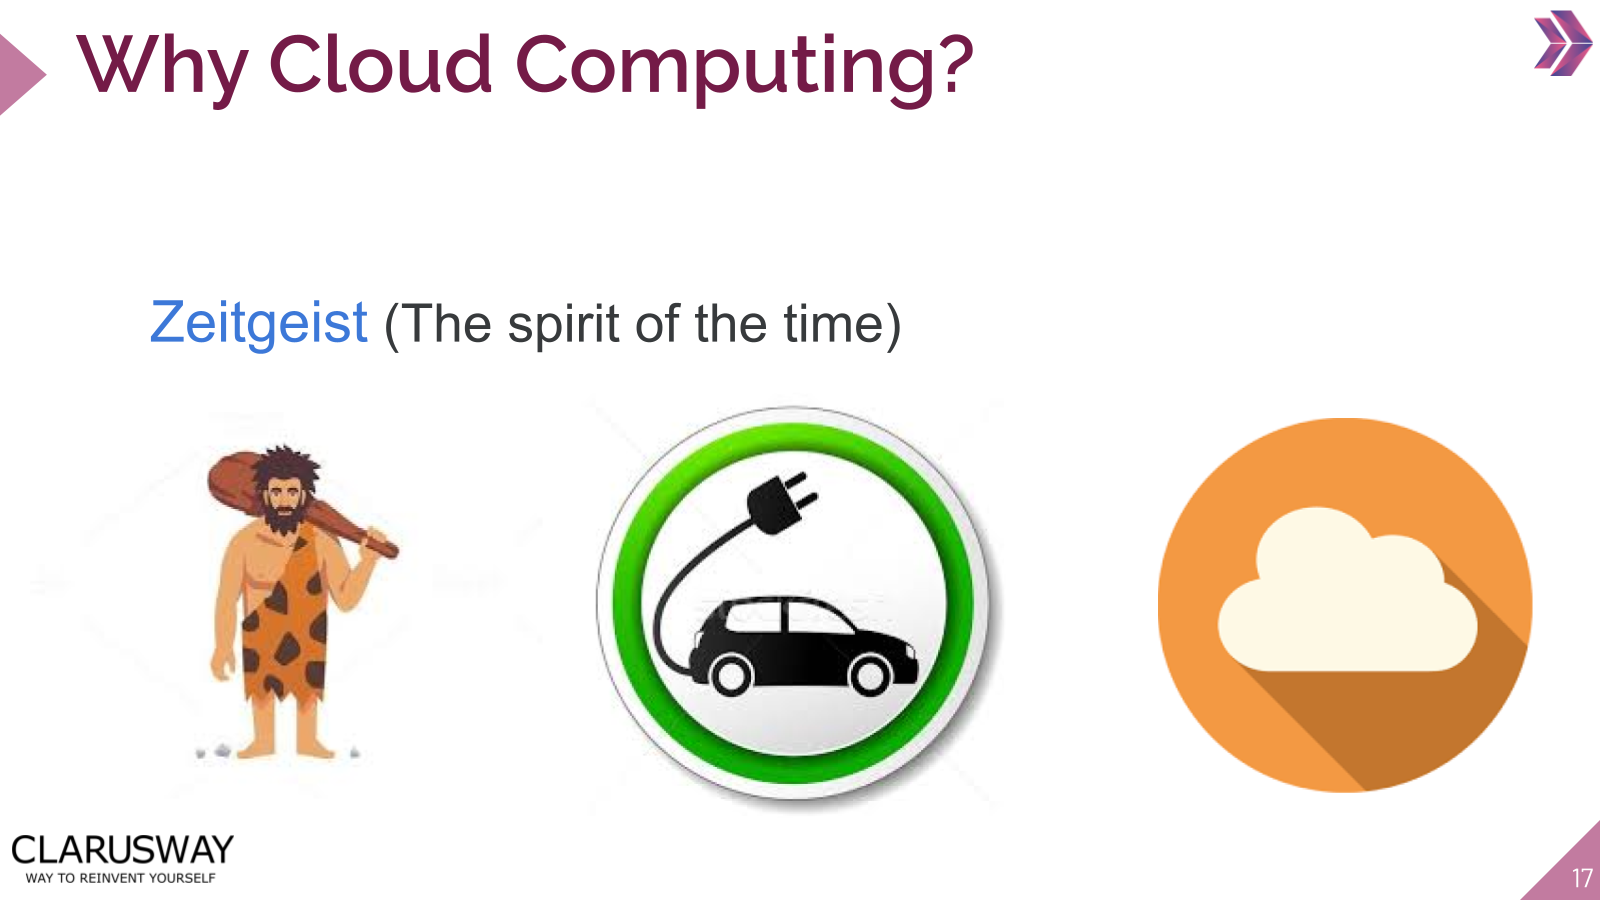 Why Cloud Computing?
Zeitgeist (The spirit of the time)
CLARUSWAY
WAY TO REINVENT YOURSELF
17